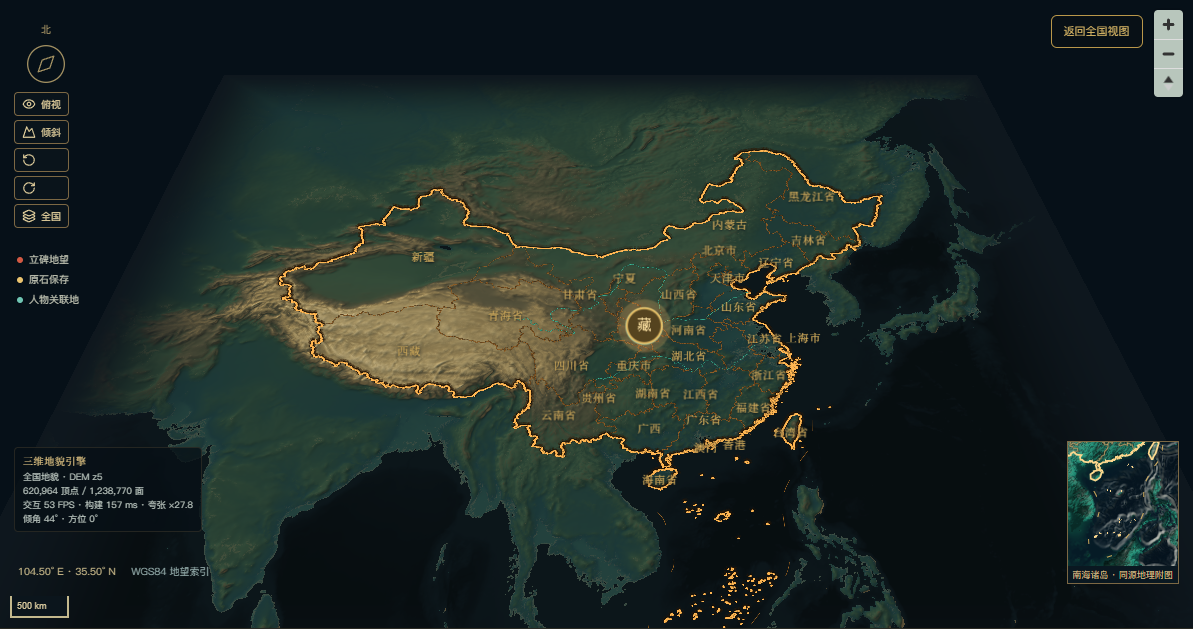 北
俯视
倾斜
全国
立碑地望
原石保存
人物关联地
返回全国视图
+
−
黑龙江省
内蒙古
吉林省
北京市
辽宁省
新疆
天津市
宁夏
甘肃省
山西省
山东省
青海省
藏
河南省
江苏省
上海市
西藏
湖北省
四川省
重庆市
浙江省
贵州省
湖南省
江西省
福建省
云南省
广东省
广西
台湾省
澳门
香港
海南省
三维地貌引擎
全国地貌 · DEM z5
620,964 顶点 / 1,238,770 面
交互 53 FPS · 构建 157 ms · 夸张 ×27.8
倾角 44° · 方位 0°
104.50° E · 35.50° N WGS84 地望索引
500 km
南海诸岛 · 同源地理附图